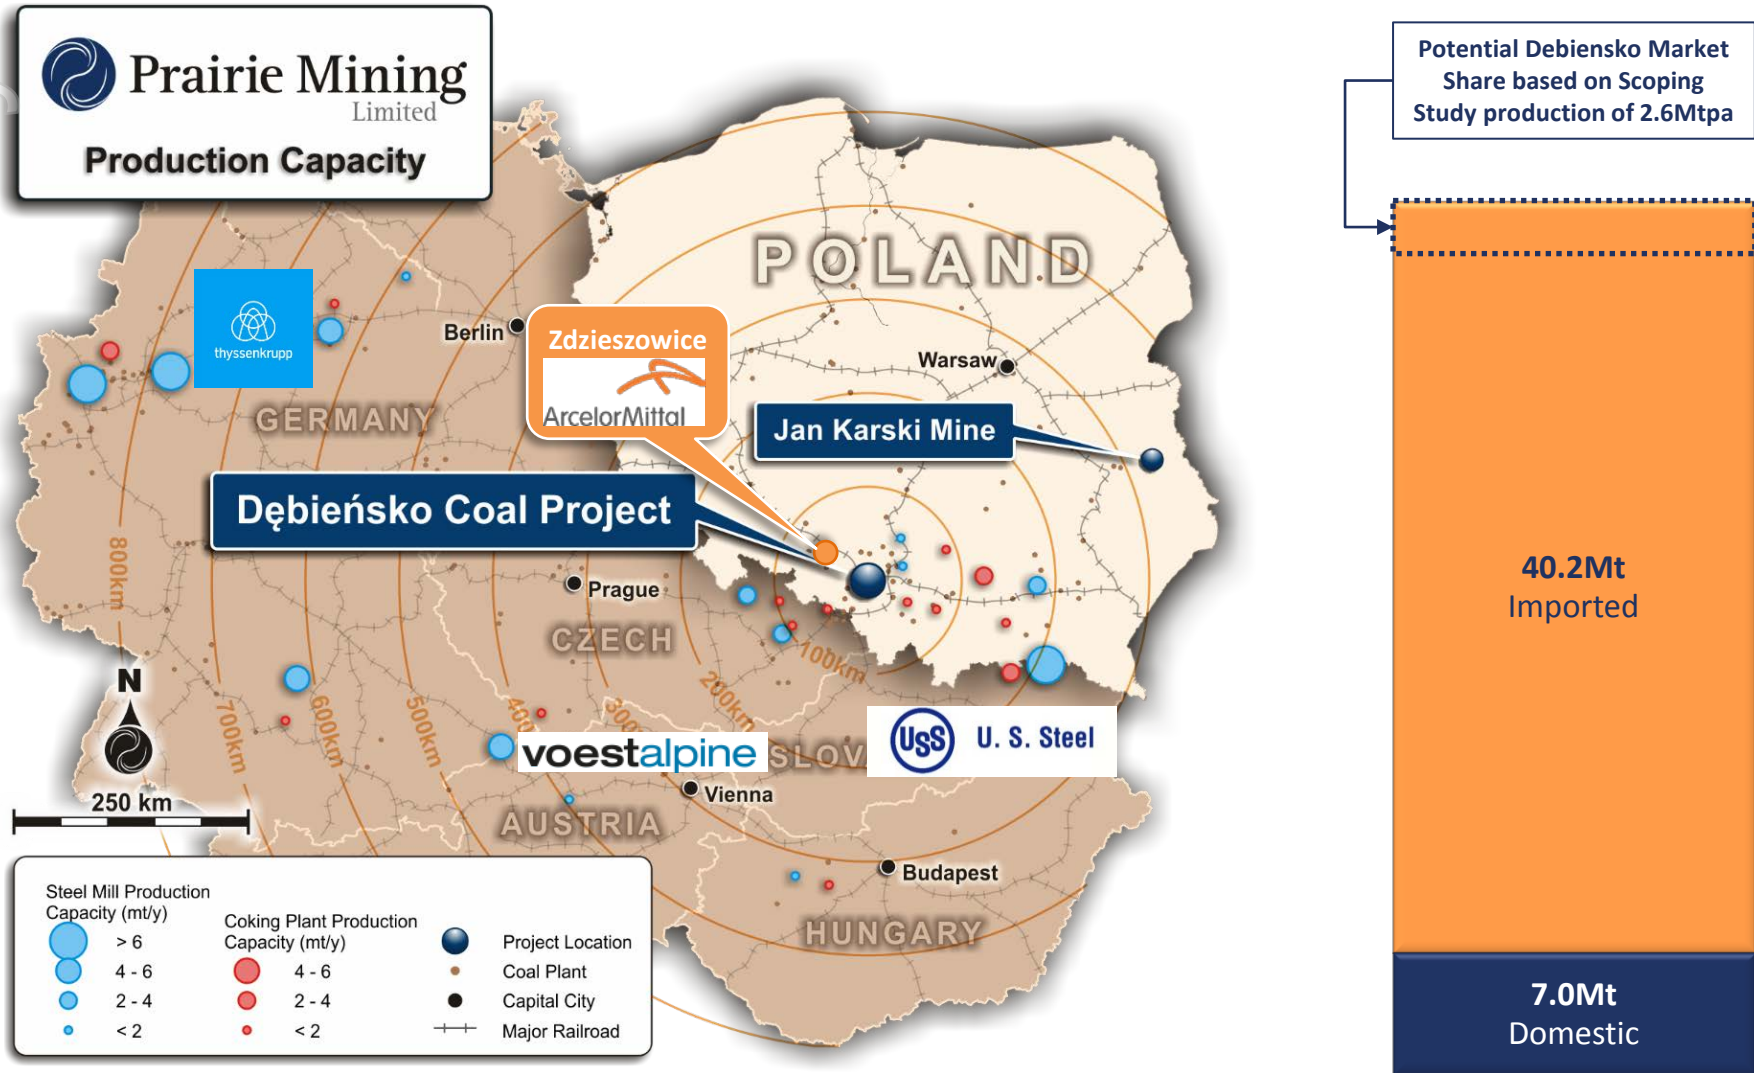 Prairie Mining
Limited
Production Capacity
POLAND
thyssenkrupp
Berlin
Zdzieszowice
ArcelorMittal
Warsaw
GERMANY
Jan Karski Mine
Dębieńsko Coal Project
800km
Prague
CZECH
100km
200km
700km
600km
500km
N
voestalpine
SLOV
USS U. S. Steel
250 km
Vienna
AUSTRIA
Budapest
HUNGARY
Steel Mill Production
Capacity (mt/y)
> 6
4 - 6
2 - 4
< 2
Coking Plant Production
Capacity (mt/y)
4 - 6
2 - 4
< 2
Project Location
Coal Plant
Capital City
Major Railroad
Potential Debiensko Market
Share based on Scoping
Study production of 2.6Mtpa
40.2Mt
Imported
7.0Mt
Domestic